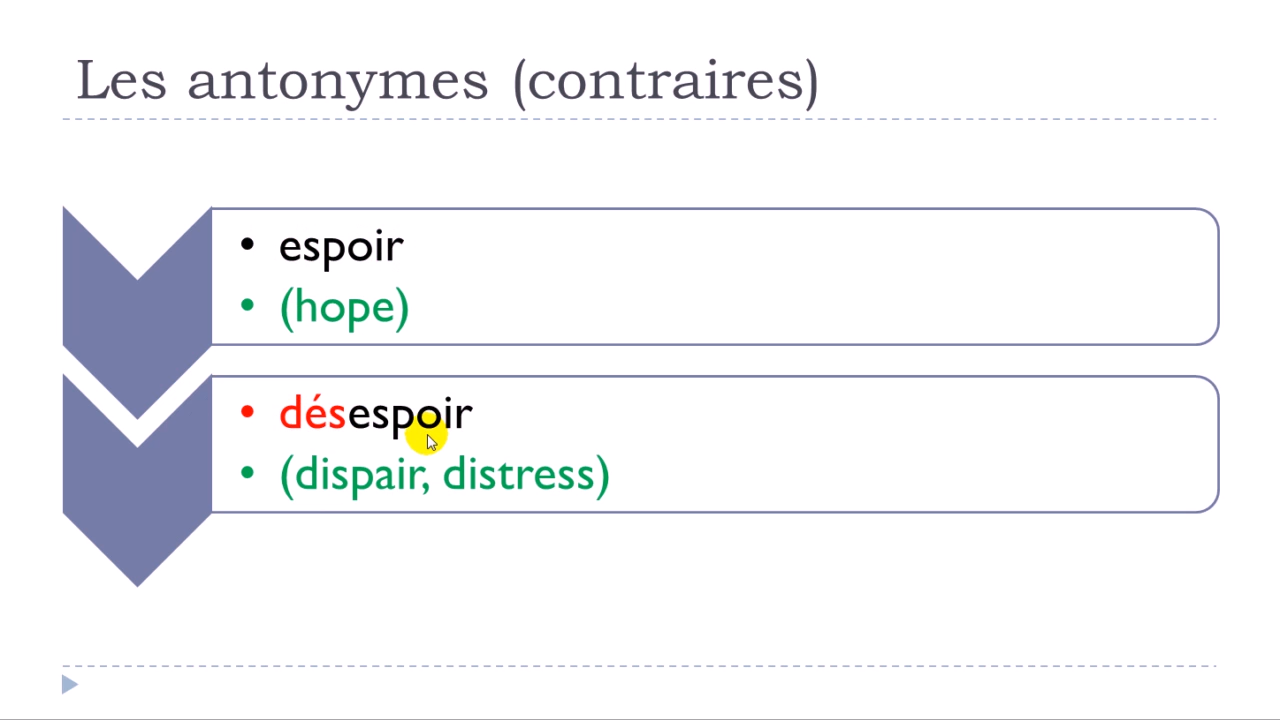 Les antonymes (contraires)
• espoir
• (hope)
• désespoir
• (dispair, distress)